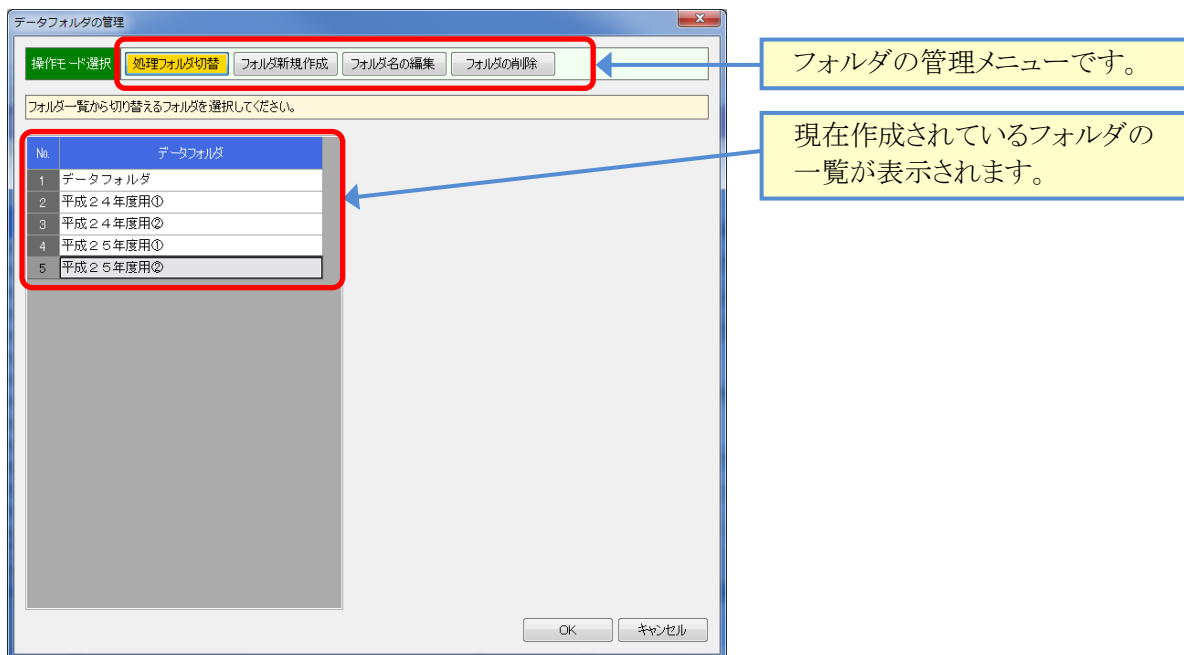 データフォルダの管理
操作モード選択 処理フォルダ切替 フォルダ新規作成 フォルダ名の編集 フォルダの削除
フォルダの管理メニューです。
フォルダ一覧から切り替えるフォルダを選択してください。
現在作成されているフォルダの
一覧が表示されます。
No. データフォルダ
1 データフォルダ
2 平成24年度用①
3 平成24年度用②
4 平成25年度用①
5 平成25年度用②
OK キャンセル